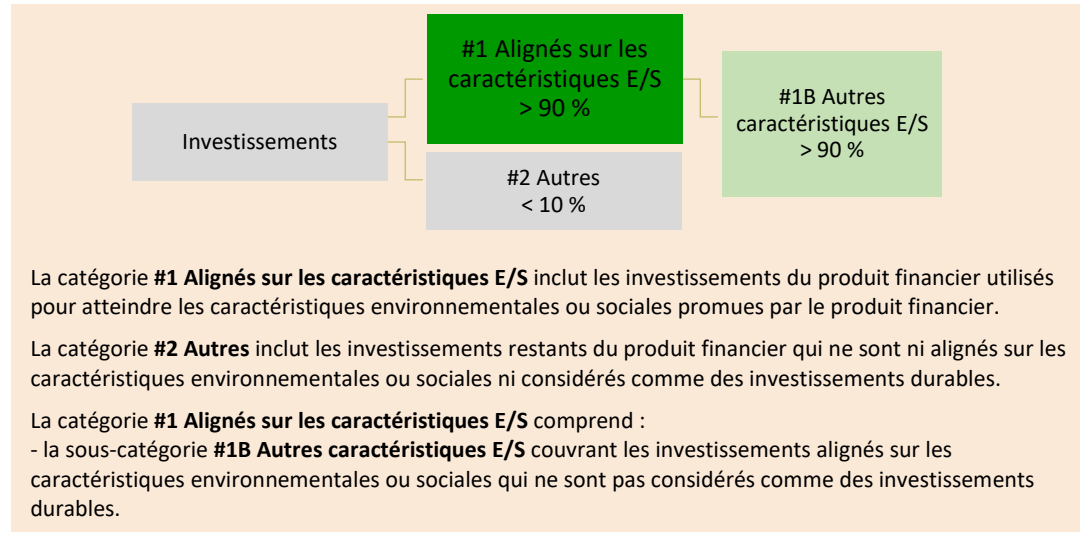 #1 Alignés sur les
caractéristiques E/S
> 90 %
#1B Autres
caractéristiques E/S
> 90 %
Investissements
#2 Autres
< 10 %
La catégorie #1 Alignés sur les caractéristiques E/S inclut les investissements du produit financier utilisés
pour atteindre les caractéristiques environnementales ou sociales promues par le produit financier.
La catégorie #2 Autres inclut les investissements restants du produit financier qui ne sont ni alignés sur les
caractéristiques environnementales ou sociales ni considérés comme des investissements durables.
La catégorie #1 Alignés sur les caractéristiques E/S comprend :
- la sous-catégorie #1B Autres caractéristiques E/S couvrant les investissements alignés sur les
caractéristiques environnementales ou sociales qui ne sont pas considérés comme des investissements
durables.